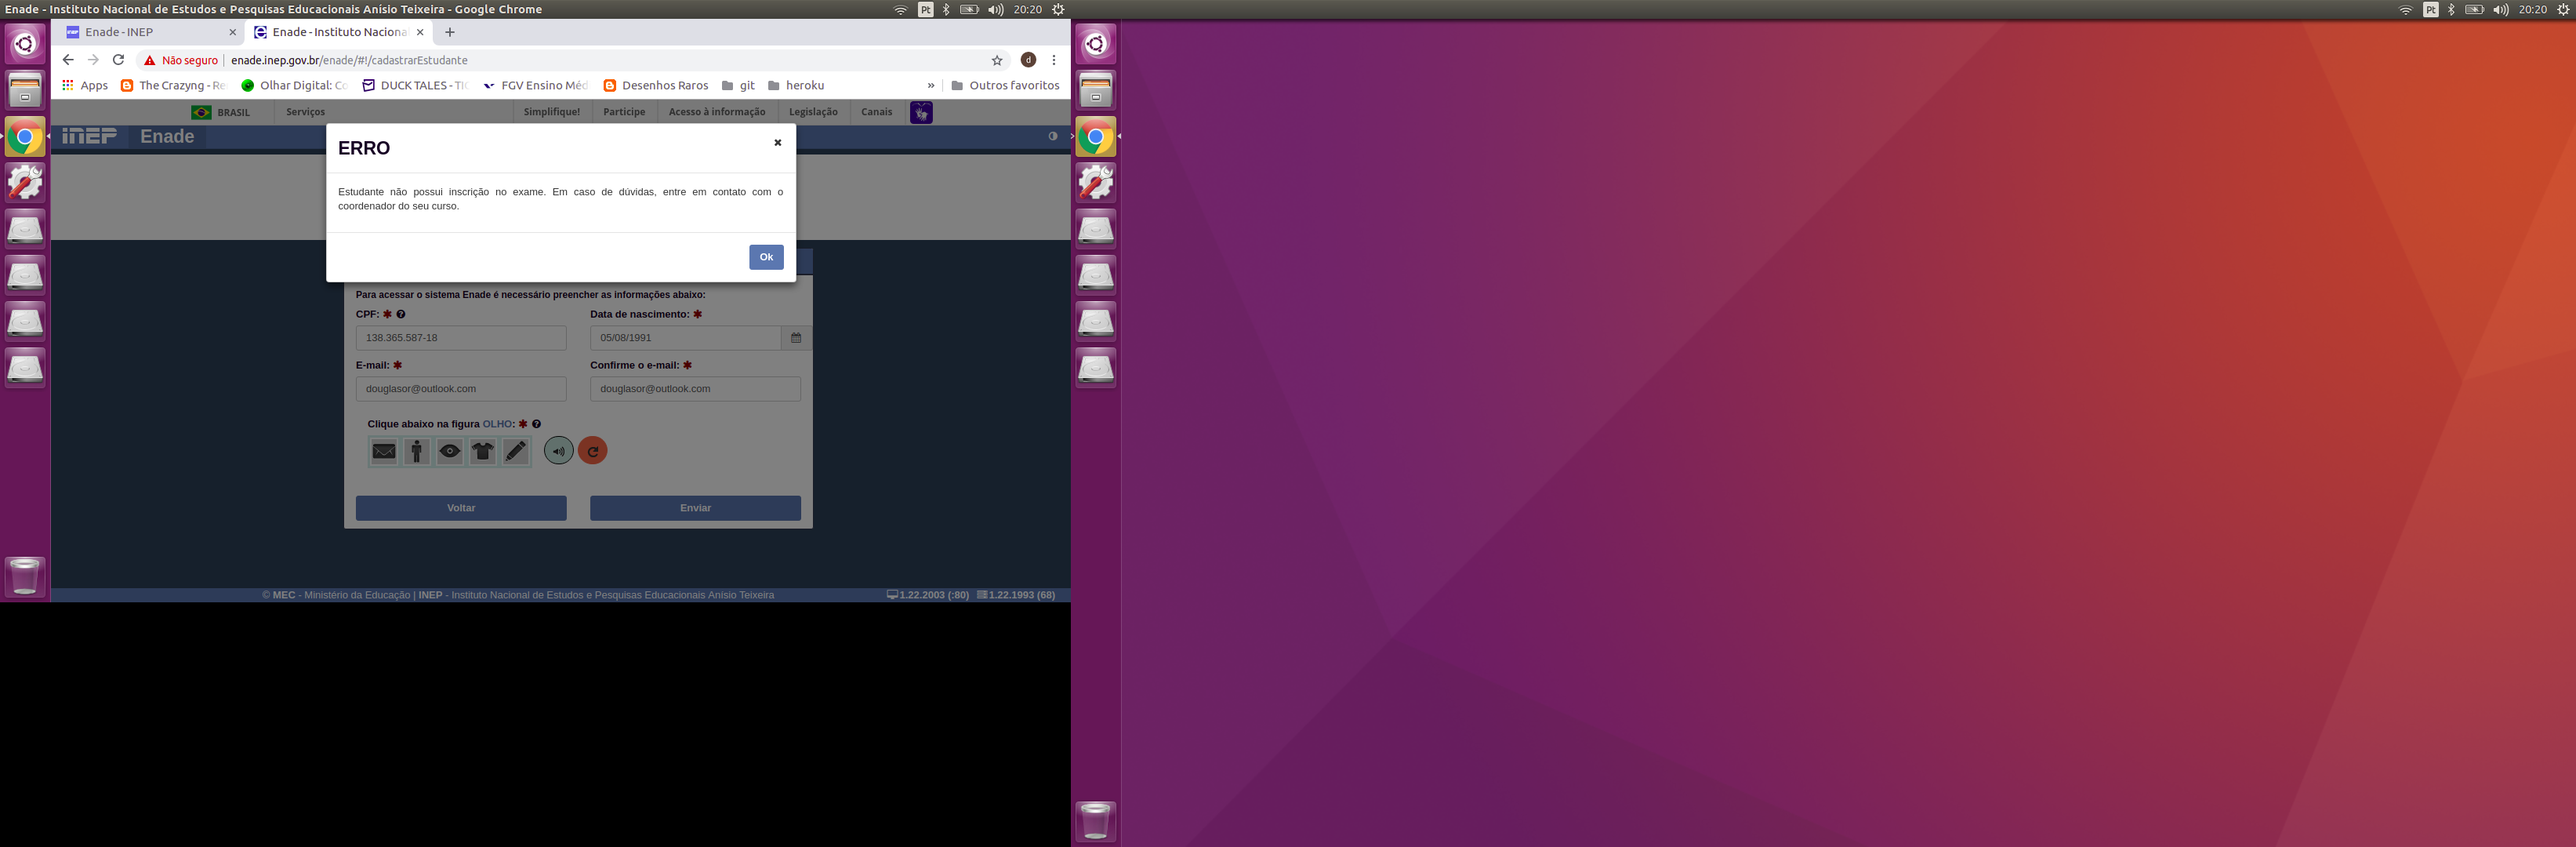 Enade - Instituto Nacional de Estudos e Pesquisas Educacionais Anísio Teixeira - Google Chrome
Pt 20:20
Pt 20:20
Enade - INEP
Enade - Instituto Nacional
Não seguro | enade.inep.gov.br/enade/#!/cadastrarEstudante
d
Apps The Crazyng - Re Olhar Digital: Co DUCK TALES - TIO FGV Ensino Méd Desenhos Raros git heroku » Outros favoritos
BRASIL Serviços Simplifique! Participe Acesso à informação Legislação Canais
inep Enade
ERRO
Estudante não possui inscrição no exame. Em caso de dúvidas, entre em contato com o
coordenador do seu curso.
Ok
Para acessar o sistema Enade é necessário preencher as informações abaixo:
CPF: Data de nascimento:
138.365.587-18 05/08/1991
E-mail: Confirme o e-mail:
douglasor@outlook.com douglasor@outlook.com
Clique abaixo na figura OLHO:
Voltar Enviar
© MEC - Ministério da Educação | INEP - Instituto Nacional de Estudos e Pesquisas Educacionais Anísio Teixeira 1.22.2003 (:80) 1.22.1993 (68)